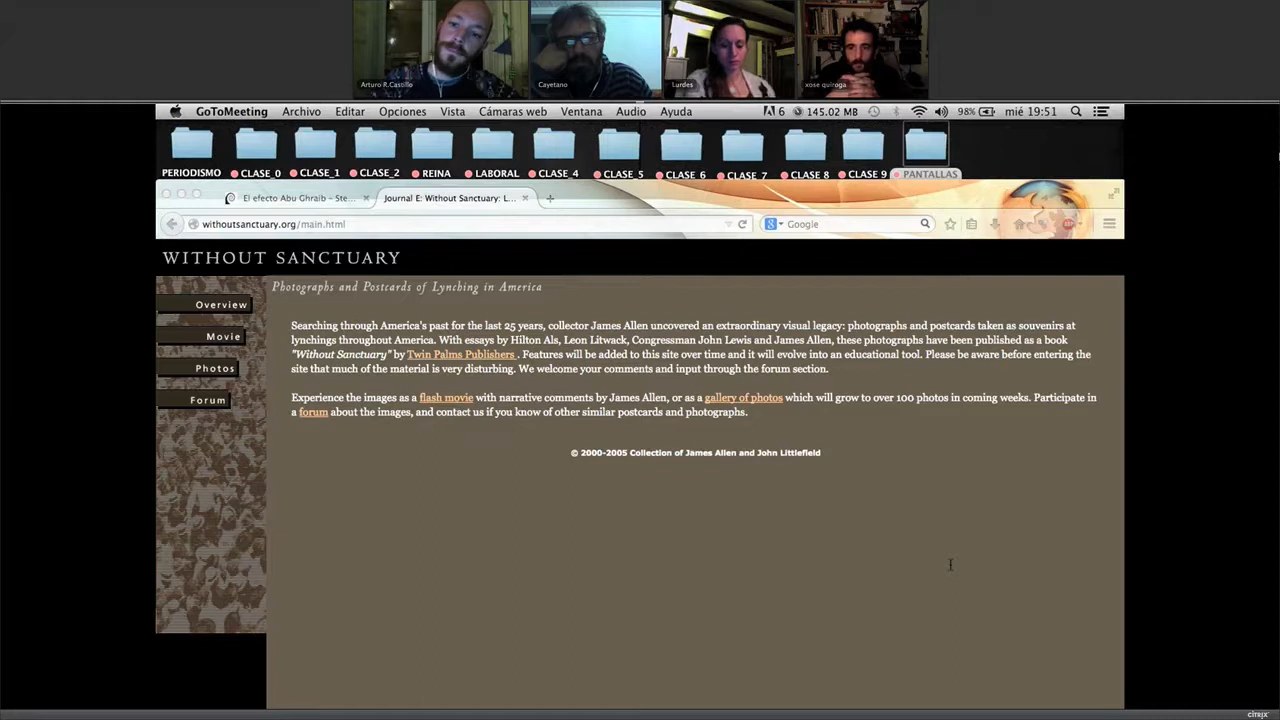 Arturo R.Castillo
Cayetano
Lurdes
xose quiroga
GoToMeeting Archivo Editar Opciones Vista Cámaras web Ventana Audio Ayuda 6 145.02 MB 98% mié 19:51
PERIODISMO CLASE_0 CLASE_1 CLASE_2 REINA LABORAL CLASE_4 CLASE_5 CLASE_6 CLASE_7 CLASE 8 CLASE 9 PANTALLAS
El efecto Abu Ghraib – Ste... Journal E: Without Sanctuary: L...
withoutsanctuary.org/main.html Google
WITHOUT SANCTUARY
Photographs and Postcards of Lynching in America
Overview
Movie
Photos
Forum
Searching through America's past for the last 25 years, collector James Allen uncovered an extraordinary visual legacy: photographs and postcards taken as souvenirs at
lynchings throughout America. With essays by Hilton Als, Leon Litwack, Congressman John Lewis and James Allen, these photographs have been published as a book
"Without Sanctuary" by Twin Palms Publishers . Features will be added to this site over time and it will evolve into an educational tool. Please be aware before entering the
site that much of the material is very disturbing. We welcome your comments and input through the forum section.
Experience the images as a flash movie with narrative comments by James Allen, or as a gallery of photos which will grow to over 100 photos in coming weeks. Participate in
a forum about the images, and contact us if you know of other similar postcards and photographs.
© 2000-2005 Collection of James Allen and John Littlefield
CITRIX